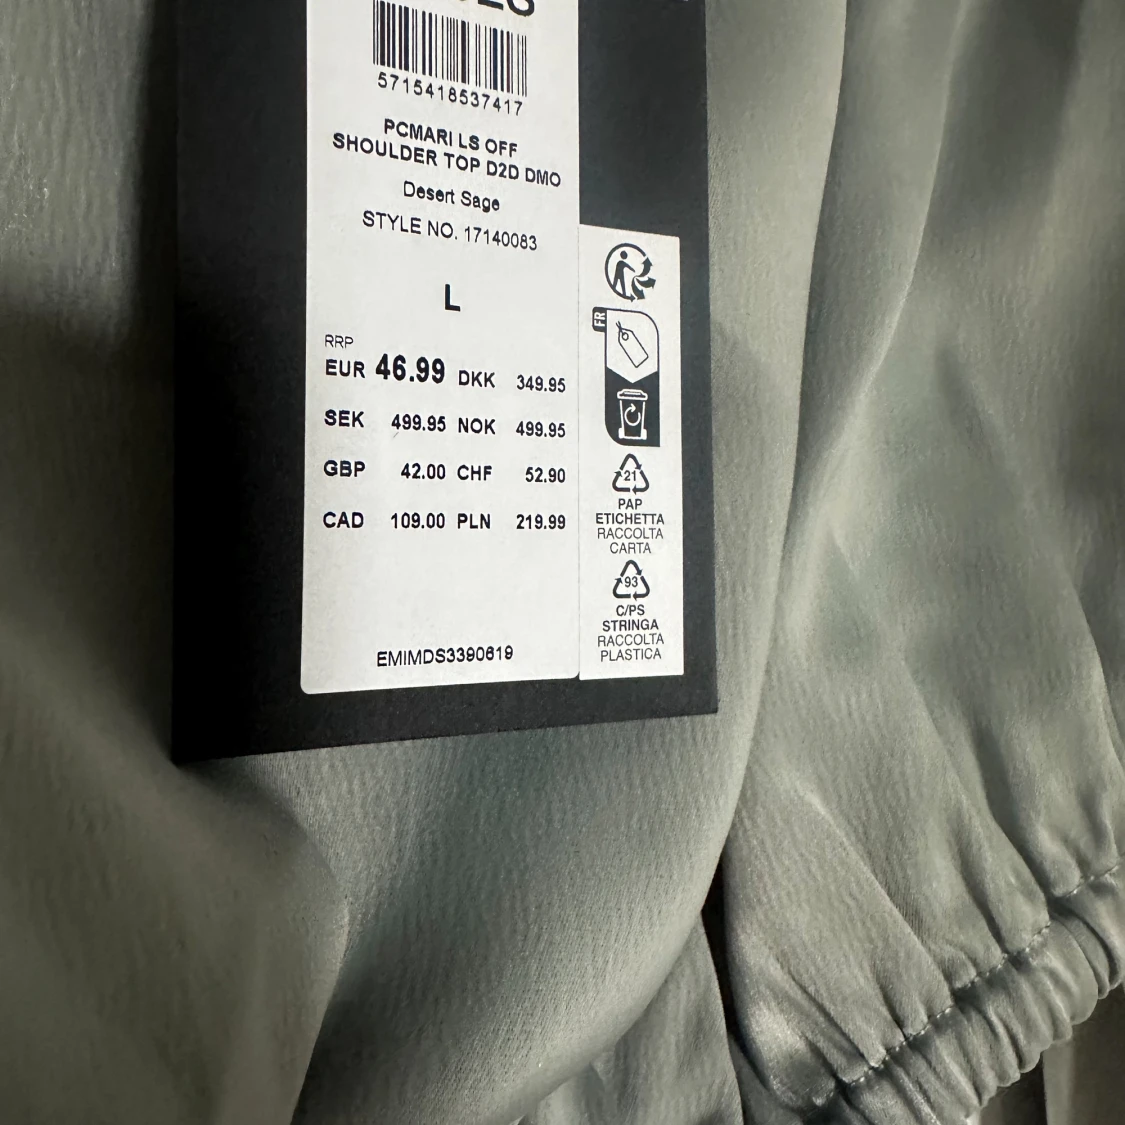 5715418537417
PCMARI LS OFF
SHOULDER TOP D2D DMO
Desert Sage
STYLE NO. 17140083
L
RRP
EUR 46.99 DKK 349.95
SEK 499.95 NOK 499.95
GBP 42.00 CHF 52.90
CAD 109.00 PLN 219.99
EMIMDS3390619
FR
21
PAP
ETICHETTA
RACCOLTA
CARTA
93
C/PS
STRINGA
RACCOLTA
PLASTICA